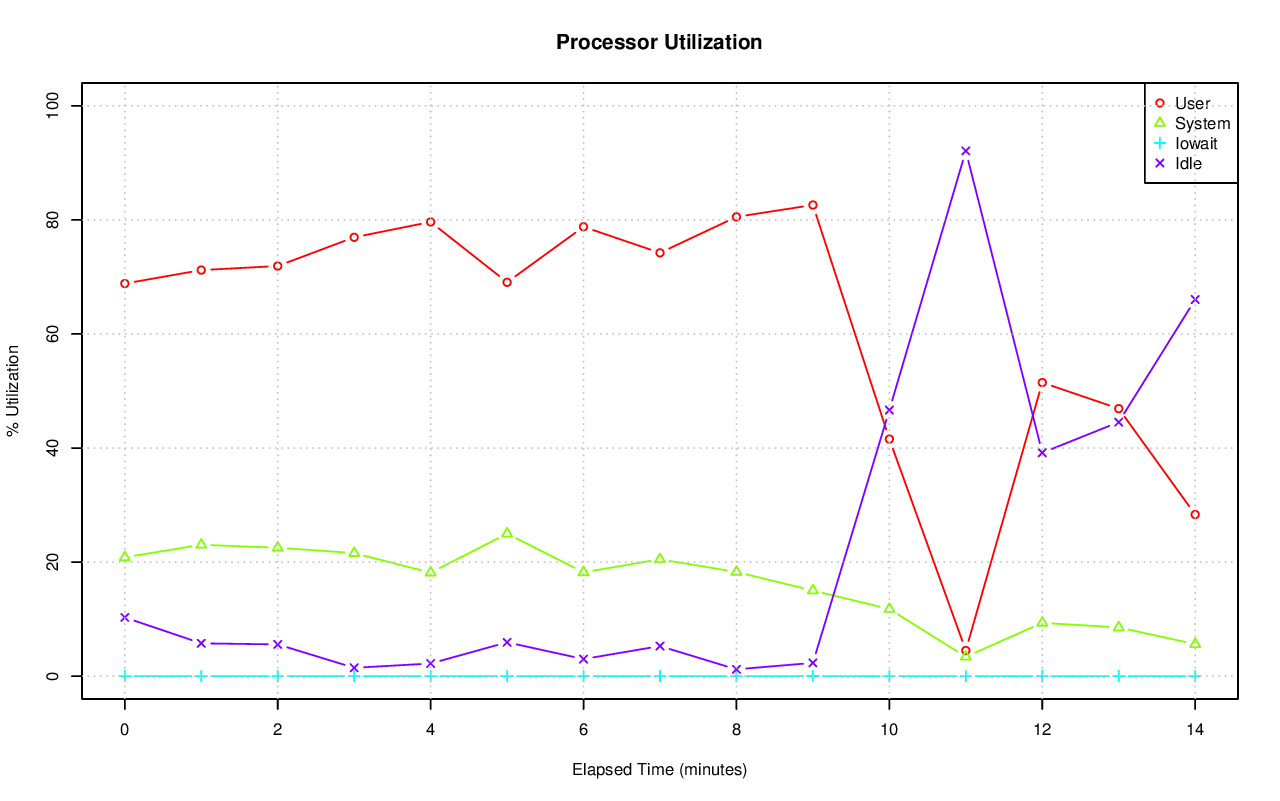 Processor Utilization
User
System
Iowait
Idle
% Utilization
100
80
60
40
20
0
0 2 4 6 8 10 12 14
Elapsed Time (minutes)